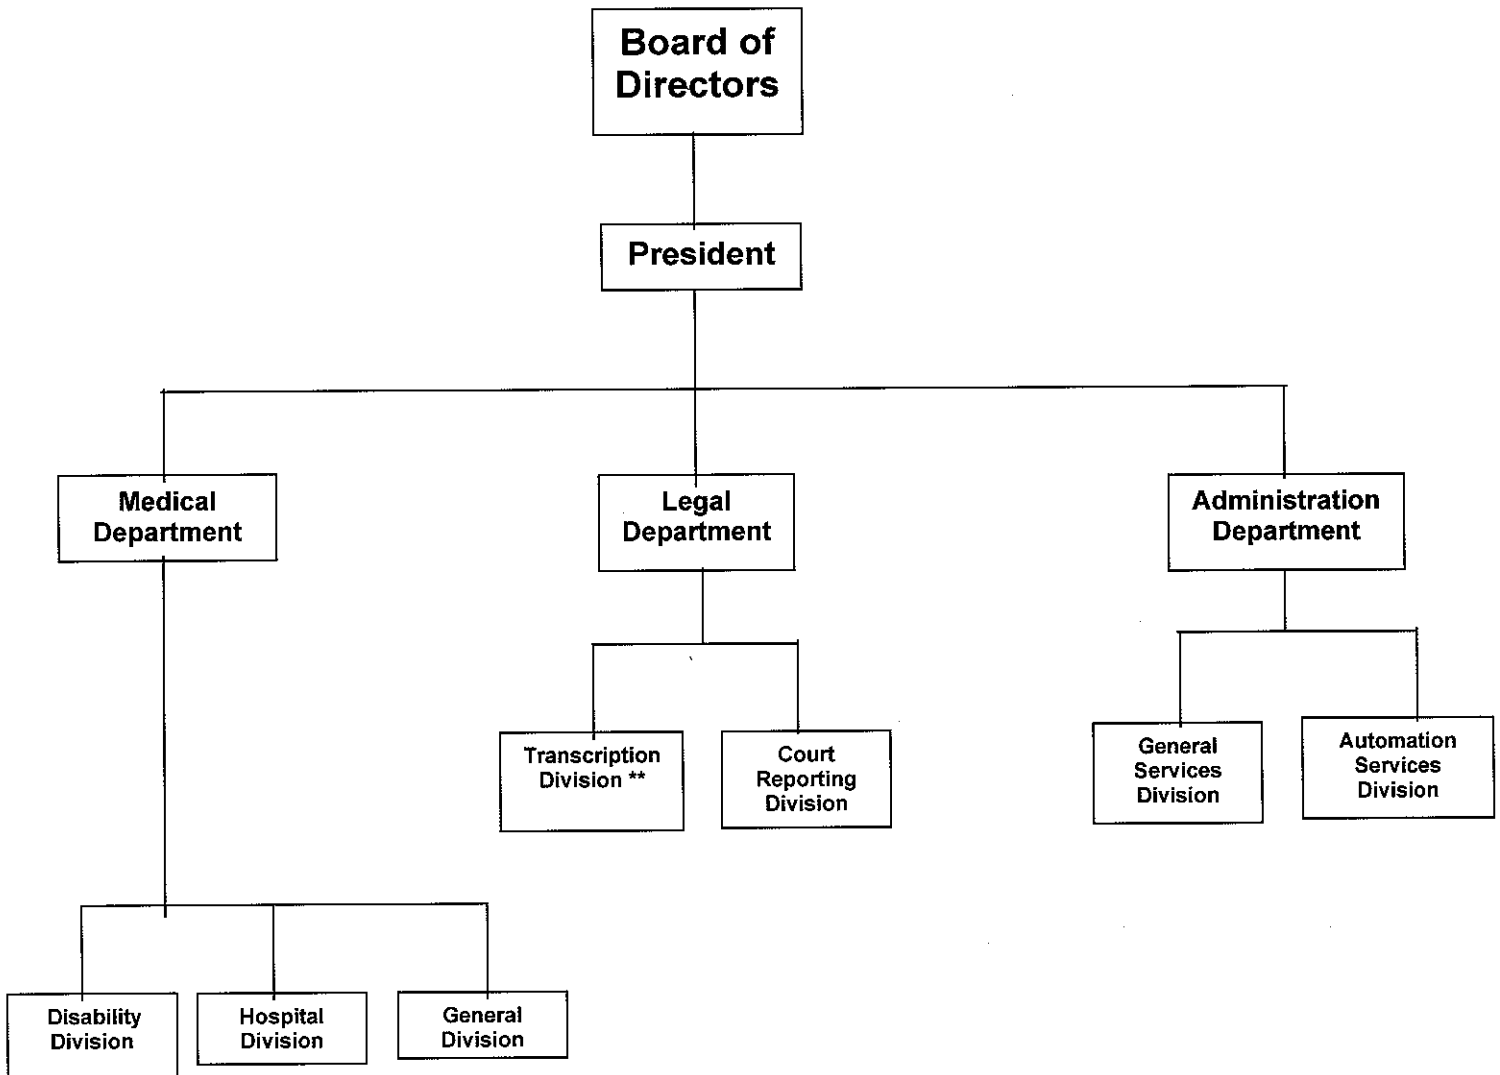 Board of
Directors
President
Medical
Department
Legal
Department
Administration
Department
Transcription
Division **
Court
Reporting
Division
General
Services
Division
Automation
Services
Division
Disability
Division
Hospital
Division
General
Division